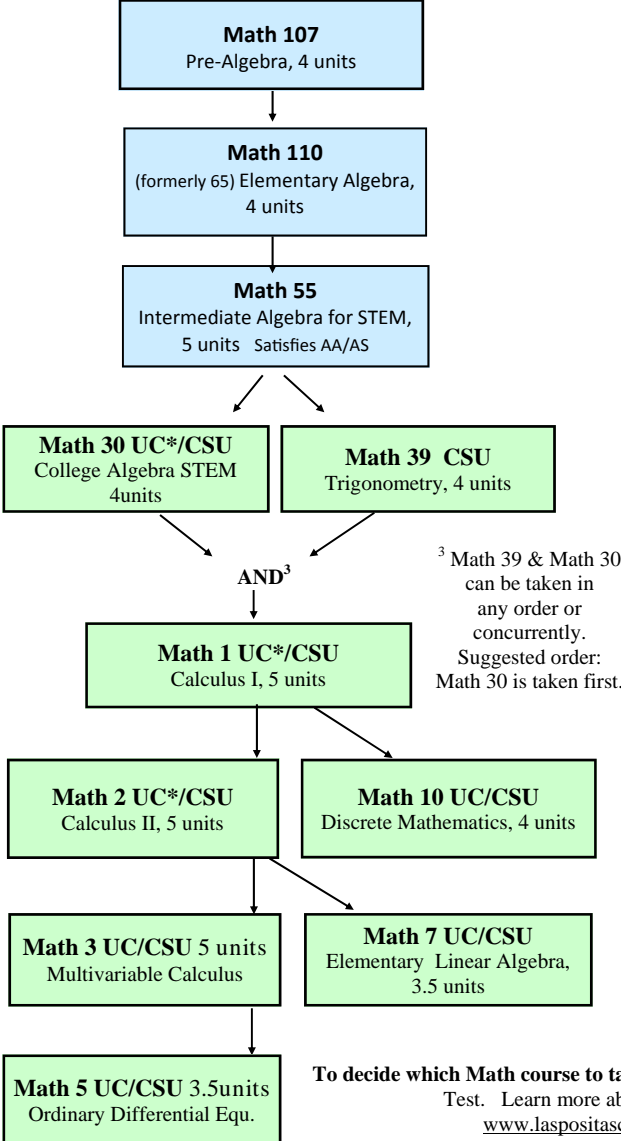 Math 107
Pre-Algebra, 4 units
Math 110
(formerly 65) Elementary Algebra,
4 units
Math 55
Intermediate Algebra for STEM,
5 units Satisfies AA/AS
Math 30 UC*/CSU
College Algebra STEM
4units
Math 39 CSU
Trigonometry, 4 units
AND³
³ Math 39 & Math 30
can be taken in
any order or
concurrently.
Suggested order:
Math 30 is taken first.
Math 1 UC*/CSU
Calculus I, 5 units
Math 2 UC*/CSU
Calculus II, 5 units
Math 10 UC/CSU
Discrete Mathematics, 4 units
Math 3 UC/CSU 5 units
Multivariable Calculus
Math 7 UC/CSU
Elementary Linear Algebra,
3.5 units
Math 5 UC/CSU 3.5units
Ordinary Differential Equ.
To decide which Math course to ta
Test. Learn more ab
www.laspositasc